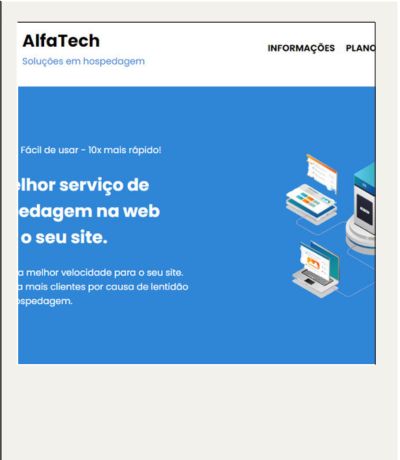 AlfaTech
Soluções em hospedagem
INFORMAÇÕES PLANO
Fácil de usar - 10x mais rápido!
lhor serviço de
edagem na web
o seu site.
a melhor velocidade para o seu site.
a mais clientes por causa de lentidão
ospedagem.